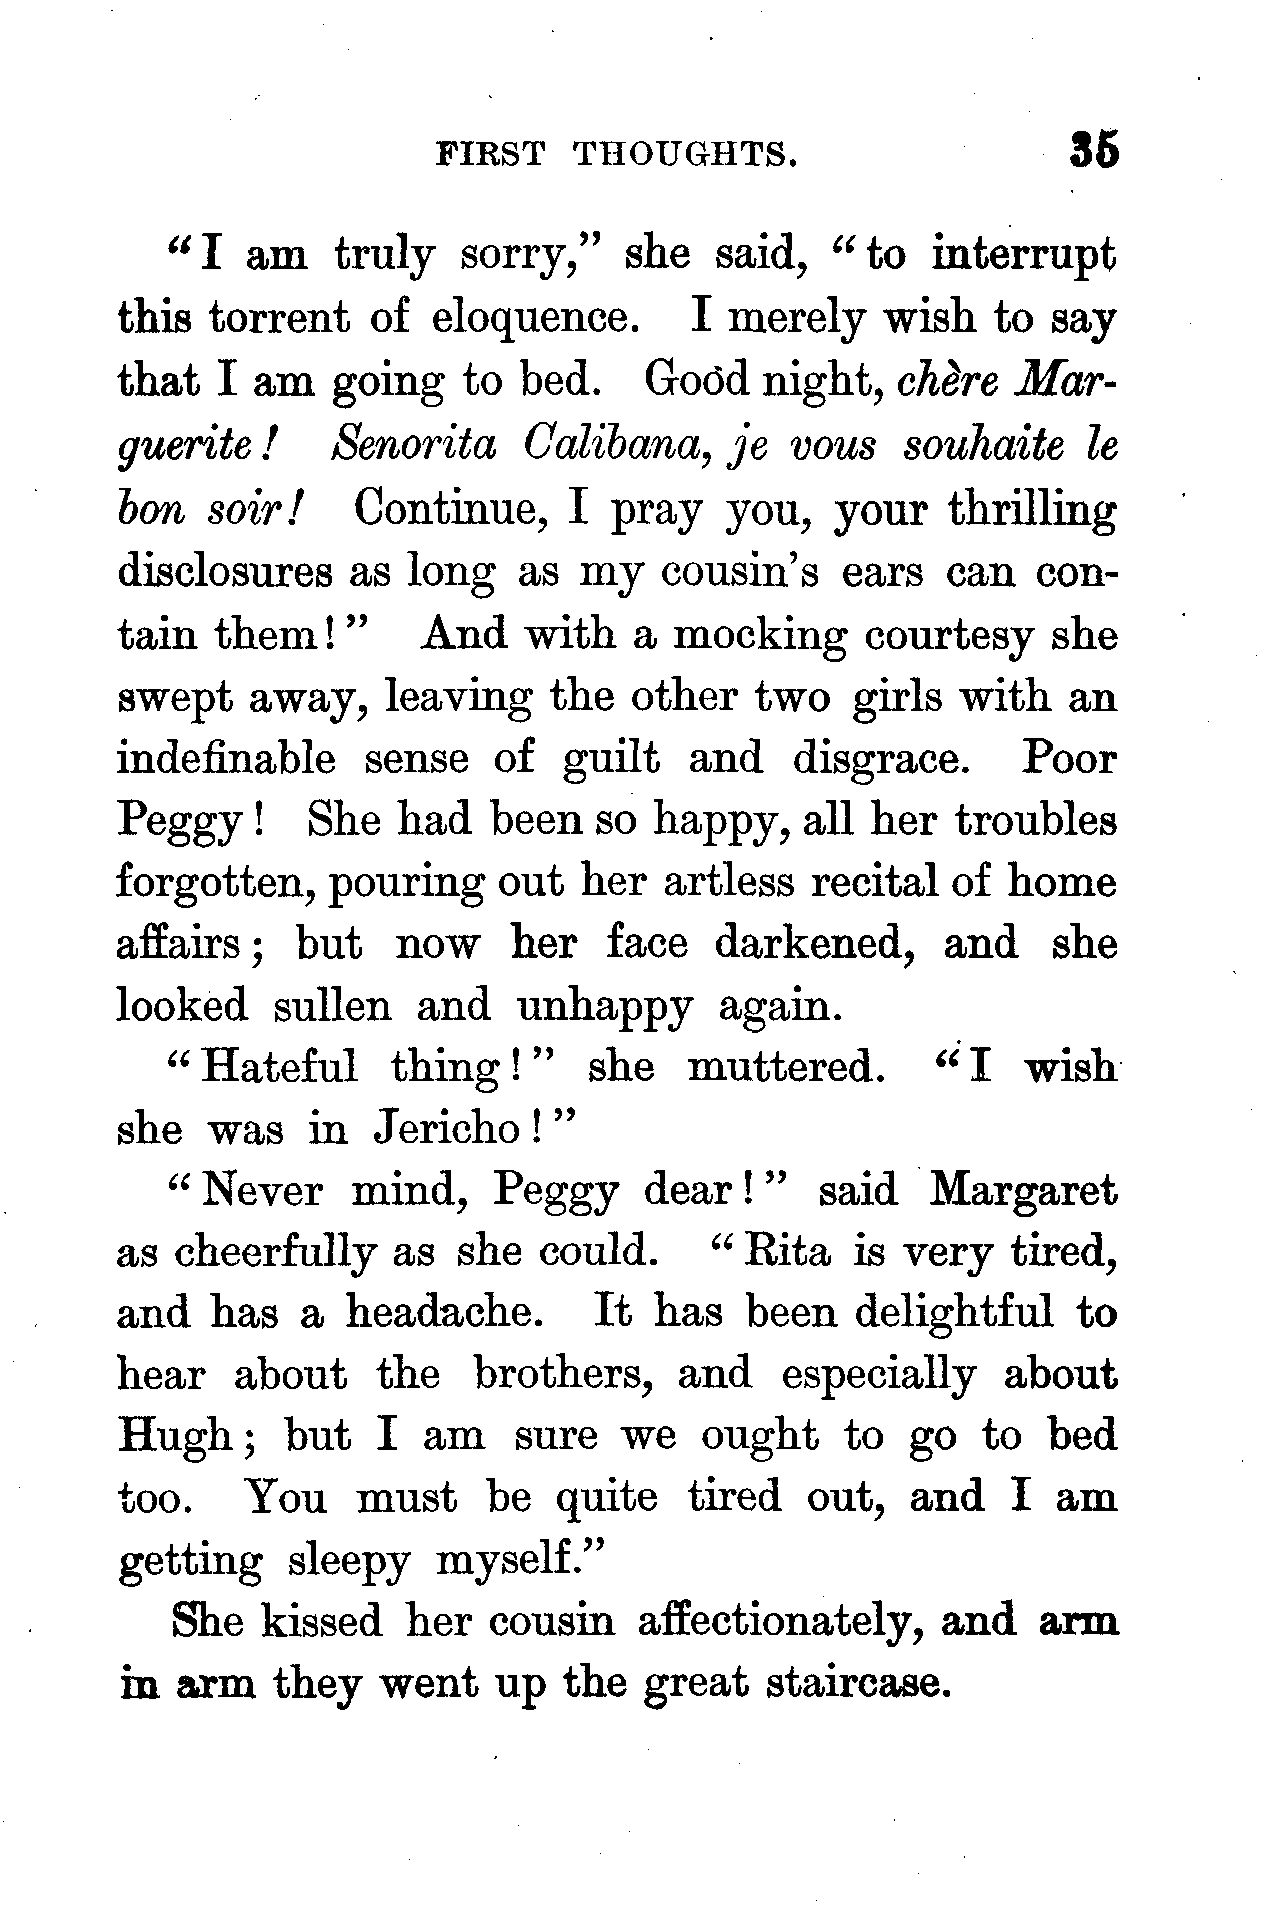 FIRST THOUGHTS. 35
"I am truly sorry," she said, "to interrupt
this torrent of eloquence. I merely wish to say
that I am going to bed. Good night, chère Mar-
guerite! Senorita Calibana, je vous souhaite le
bon soir! Continue, I pray you, your thrilling
disclosures as long as my cousin's ears can con-
tain them!" And with a mocking courtesy she
swept away, leaving the other two girls with an
indefinable sense of guilt and disgrace. Poor
Peggy! She had been so happy, all her troubles
forgotten, pouring out her artless recital of home
affairs; but now her face darkened, and she
looked sullen and unhappy again.
"Hateful thing!" she muttered. "I wish
she was in Jericho!"
"Never mind, Peggy dear!" said Margaret
as cheerfully as she could. "Rita is very tired,
and has a headache. It has been delightful to
hear about the brothers, and especially about
Hugh; but I am sure we ought to go to bed
too. You must be quite tired out, and I am
getting sleepy myself."
She kissed her cousin affectionately, and arm
in arm they went up the great staircase.